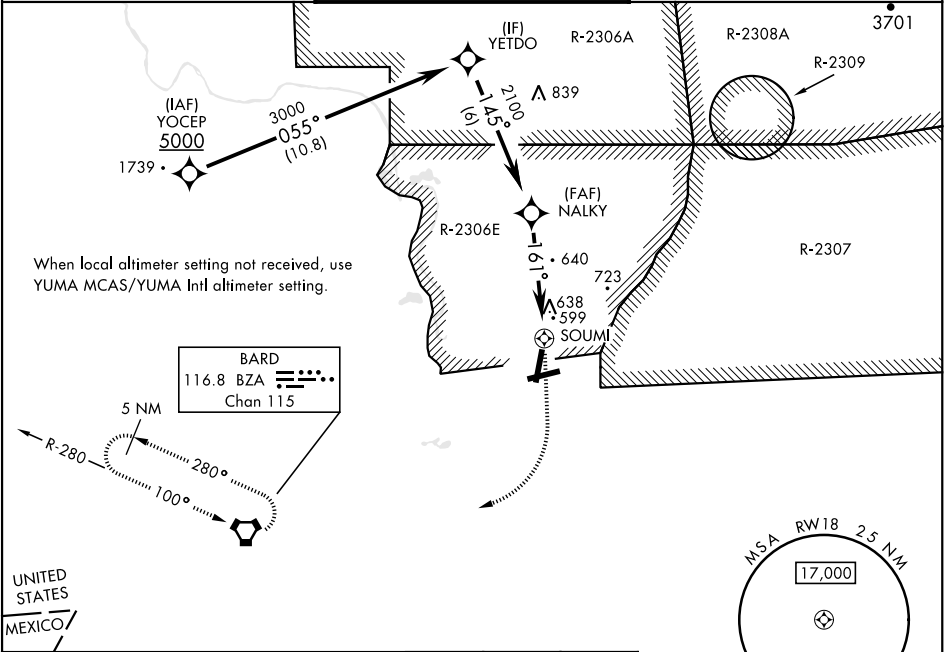 3701
(IF)
YETDO
R-2306A
R-2308A
R-2309
(IAF)
YOCEP
5000
3000
055°
(10.8)
2100
145°
(6)
839
1739
(FAF)
NALKY
R-2306E
R-2307
161°
640
723
638
599
SOUMI
When local altimeter setting not received, use
YUMA MCAS/YUMA Intl altimeter setting.
BARD
116.8 BZA
Chan 115
5 NM
R-280
280°
100°
UNITED
STATES
MEXICO
MSA RW18 25 NM
17,000